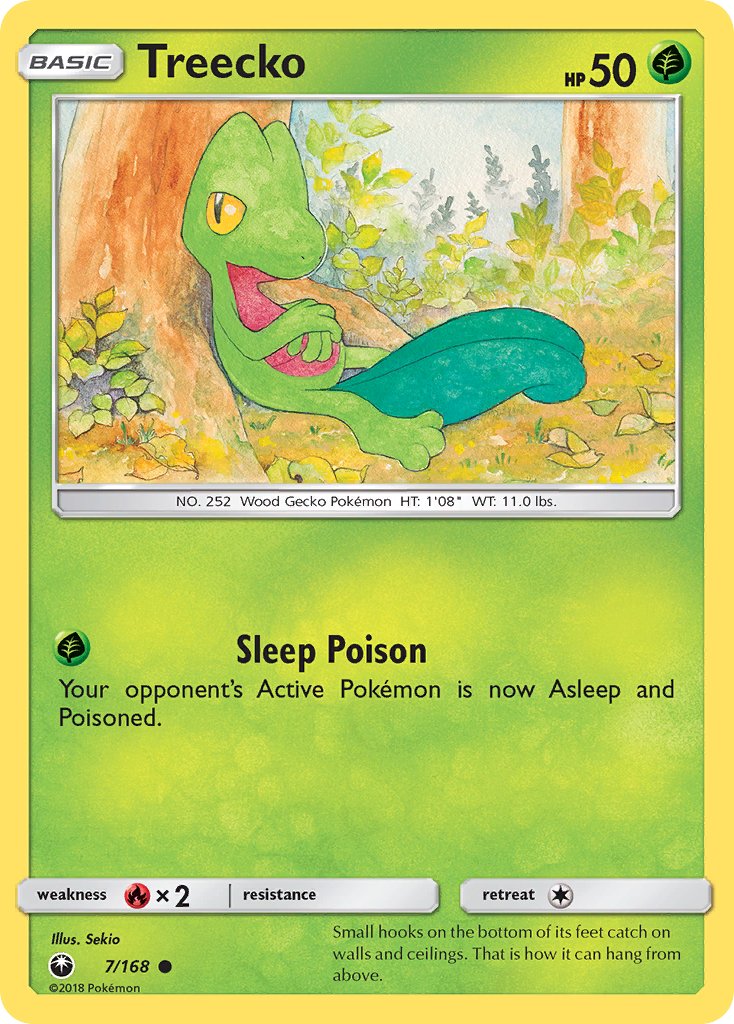 BASIC Treecko HP 50
NO. 252 Wood Gecko Pokémon HT: 1'08" WT: 11.0 lbs.
Sleep Poison
Your opponent's Active Pokémon is now Asleep and
Poisoned.
weakness × 2 resistance retreat
Illus. Sekio
7/168
©2018 Pokémon
Small hooks on the bottom of its feet catch on
walls and ceilings. That is how it can hang from
above.